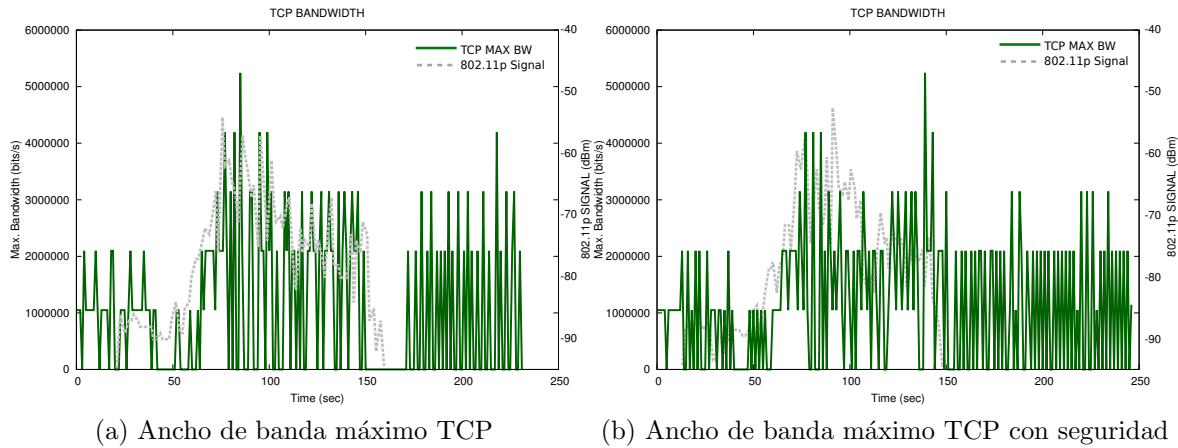 TCP BANDWIDTH
6000000
5000000
4000000
3000000
2000000
1000000
0
Max. Bandwidth (bits/s)
-40
-50
-60
-70
-80
-90
802.11p SIGNAL (dBm)
TCP MAX BW
802.11p Signal
0 50 100 150 200 250
Time (sec)
(a) Ancho de banda máximo TCP
TCP BANDWIDTH
6000000
5000000
4000000
3000000
2000000
1000000
0
Max. Bandwidth (bits/s)
-40
-50
-60
-70
-80
-90
802.11p SIGNAL (dBm)
TCP MAX BW
802.11p Signal
0 50 100 150 200 250
Time (sec)
(b) Ancho de banda máximo TCP con seguridad